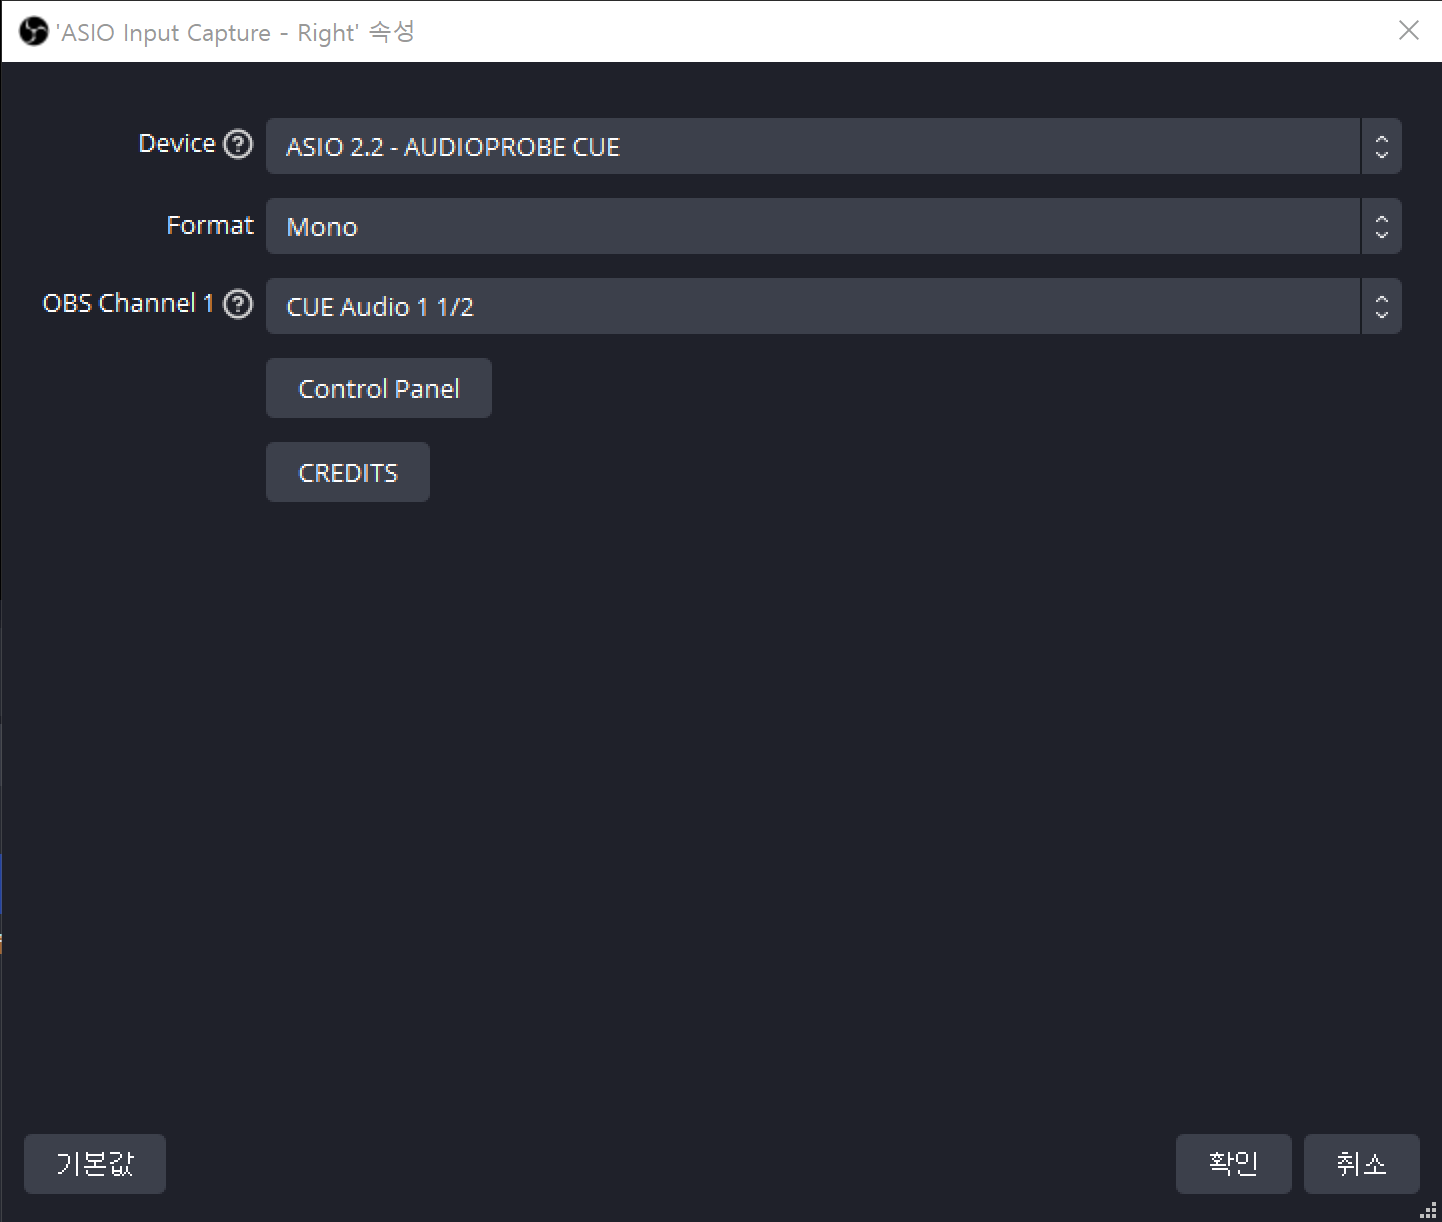 'ASIO Input Capture - Right' 속성
Device ?
ASIO 2.2 - AUDIOPROBE CUE
Format
Mono
OBS Channel 1 ?
CUE Audio 1 1/2
Control Panel
CREDITS
기본값
확인
취소